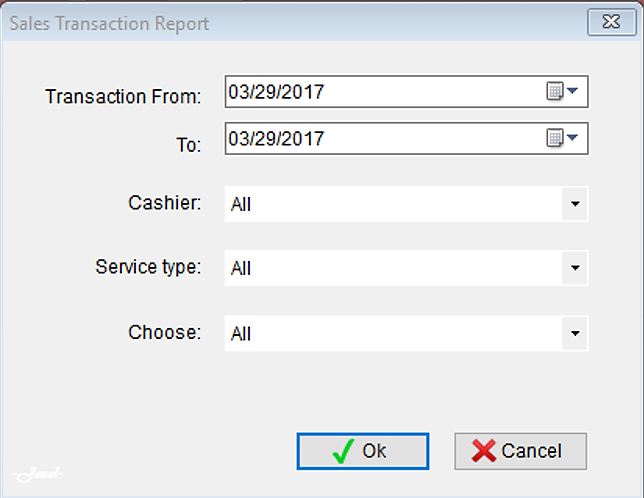 Sales Transaction Report
Transaction From: 03/29/2017
To: 03/29/2017
Cashier: All
Service type: All
Choose: All
Ok Cancel
-Jewel-